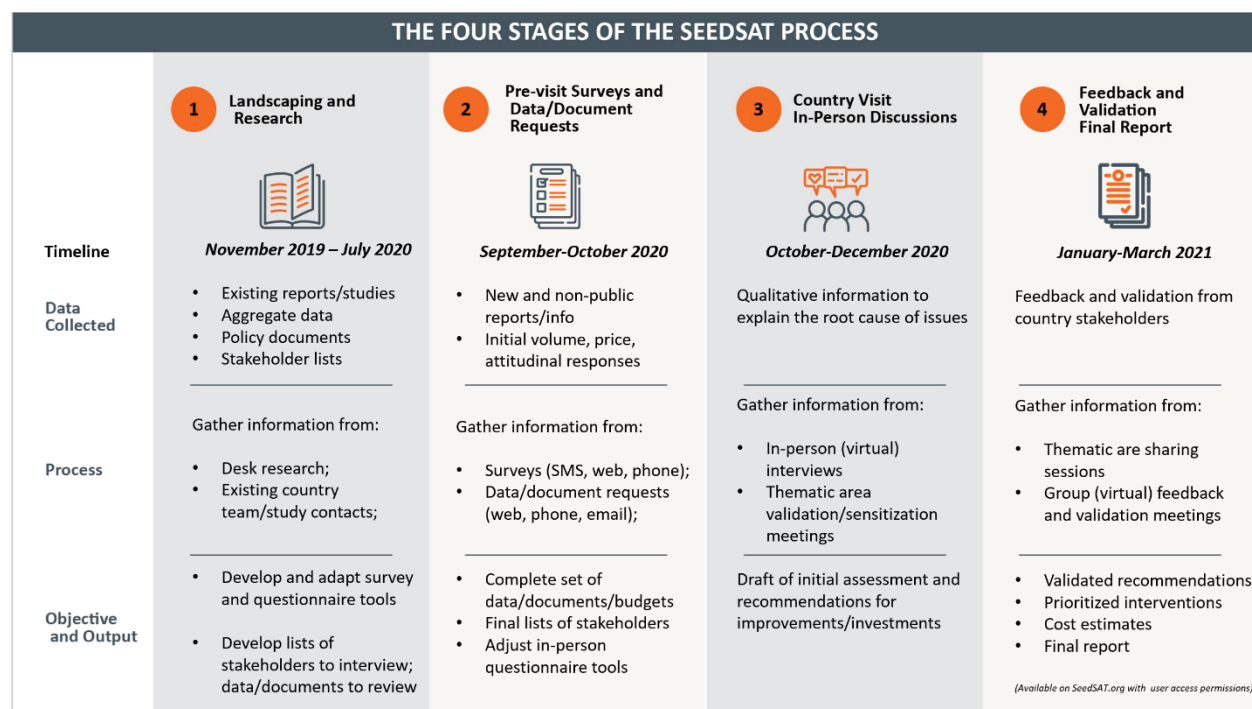 THE FOUR STAGES OF THE SEEDSAT PROCESS
1
Landscaping and
Research
2
Pre-visit Surveys and
Data/Document
Requests
3
Country Visit
In-Person Discussions
4
Feedback and
Validation
Final Report
Timeline
November 2019 – July 2020
September-October 2020
October-December 2020
January-March 2021
Data
Collected
• Existing reports/studies
• Aggregate data
• Policy documents
• Stakeholder lists
• New and non-public
reports/info
• Initial volume, price,
attitudinal responses
Qualitative information to
explain the root cause of issues
Feedback and validation from
country stakeholders
Process
Gather information from:
• Desk research;
• Existing country
team/study contacts;
Gather information from:
• Surveys (SMS, web, phone);
• Data/document requests
(web, phone, email);
Gather information from:
• In-person (virtual)
interviews
• Thematic area
validation/sensitization
meetings
Gather information from:
• Thematic are sharing
sessions
• Group (virtual) feedback
and validation meetings
Objective
and Output
• Develop and adapt survey
and questionnaire tools
• Develop lists of
stakeholders to interview;
data/documents to review
• Complete set of
data/documents/budgets
• Final lists of stakeholders
• Adjust in-person
questionnaire tools
Draft of initial assessment and
recommendations for
improvements/investments
• Validated recommendations
• Prioritized interventions
• Cost estimates
• Final report
(Available on SeedSAT.org with user access permissions)